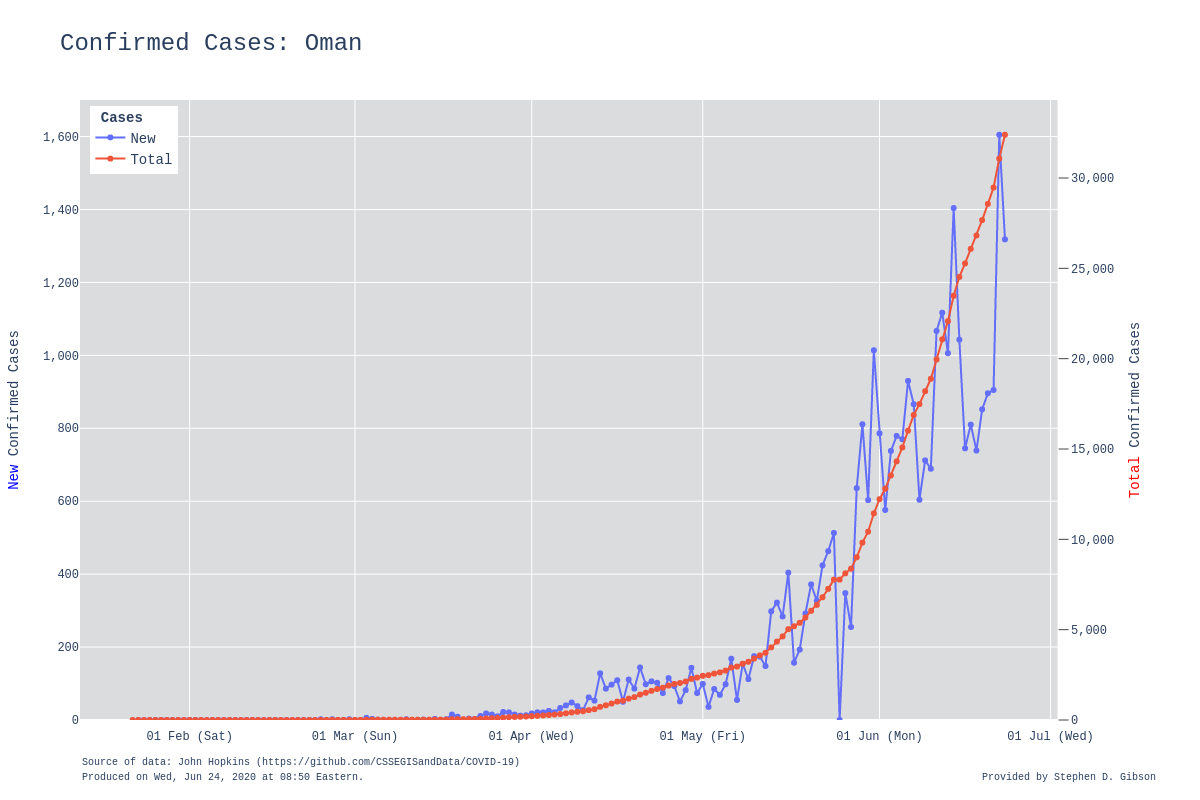 Confirmed Cases: Oman
Cases
New
Total
1,600
1,400
1,200
1,000
800
600
400
200
0
30,000
25,000
20,000
15,000
10,000
5,000
0
New Confirmed Cases
Total Confirmed Cases
01 Feb (Sat)
01 Mar (Sun)
01 Apr (Wed)
01 May (Fri)
01 Jun (Mon)
01 Jul (Wed)
Source of data: John Hopkins (https://github.com/CSSEGISandData/COVID-19)
Produced on Wed, Jun 24, 2020 at 08:50 Eastern.
Provided by Stephen D. Gibson